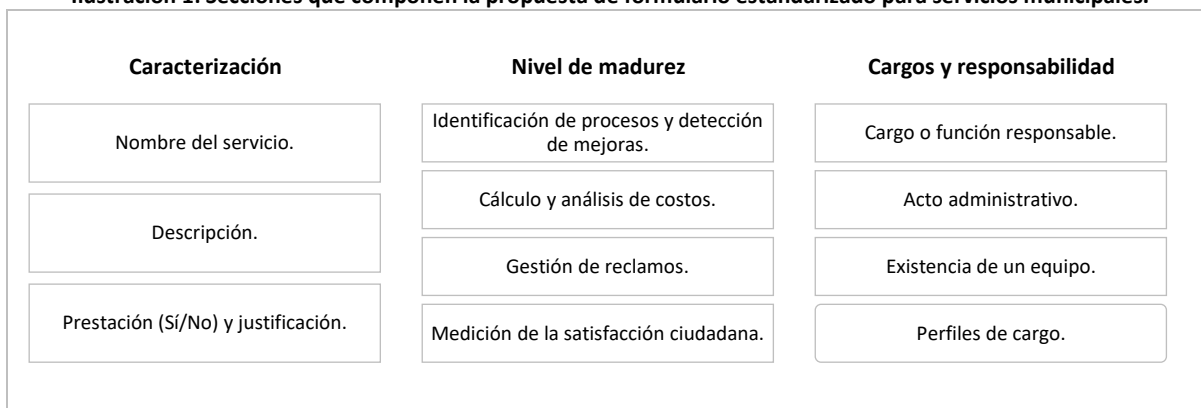 Ilustración 1. Secciones que componen la propuesta de formulario estandarizado para servicios municipales.
Caracterización
Nombre del servicio.
Descripción.
Prestación (Sí/No) y justificación.
Nivel de madurez
Identificación de procesos y detección
de mejoras.
Cálculo y análisis de costos.
Gestión de reclamos.
Medición de la satisfacción ciudadana.
Cargos y responsabilidad
Cargo o función responsable.
Acto administrativo.
Existencia de un equipo.
Perfiles de cargo.